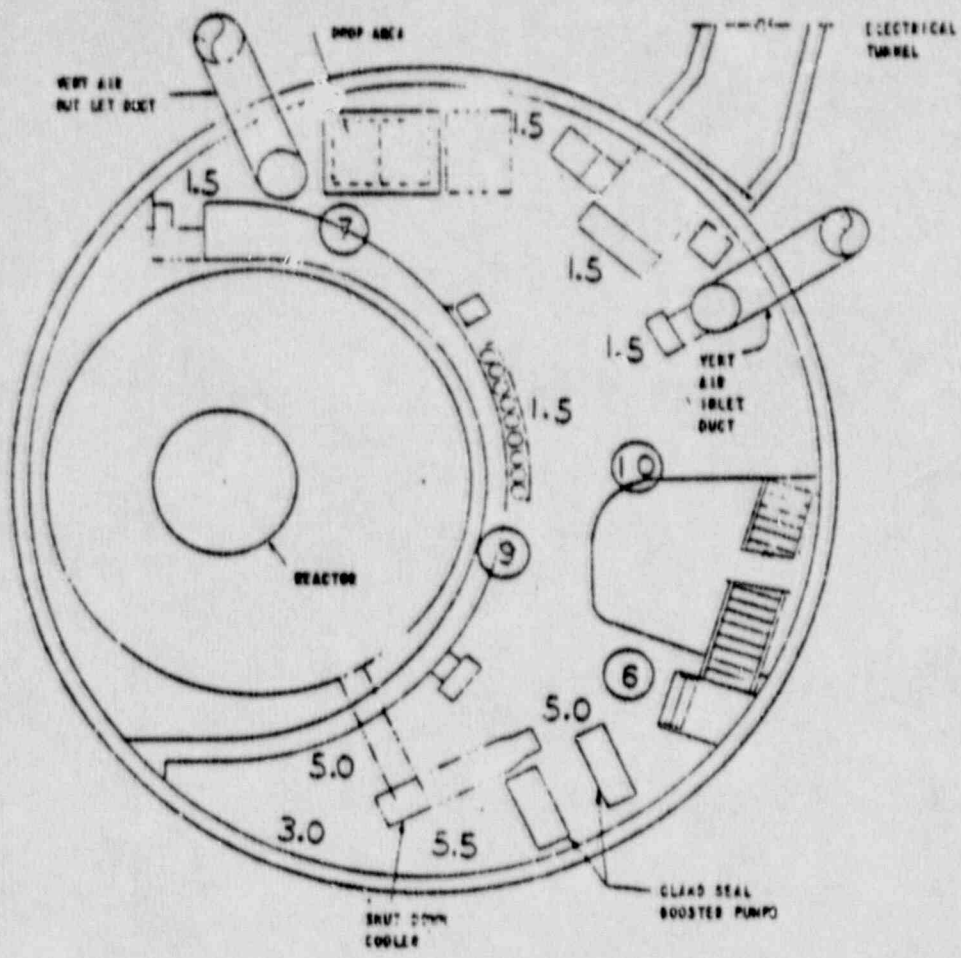 DROP AREA
ELECTRICAL
TUNNEL
VERT AIR
OUT LET DUCT
1.5
1.5
7
1.5
1.5
VERT
AIR
INLET
DUCT
1.5
10
REACTOR
9
6
5.0
5.0
3.0
5.5
GLAND SEAL
BOOSTER PUMPS
SHUT DOWN
COOLER